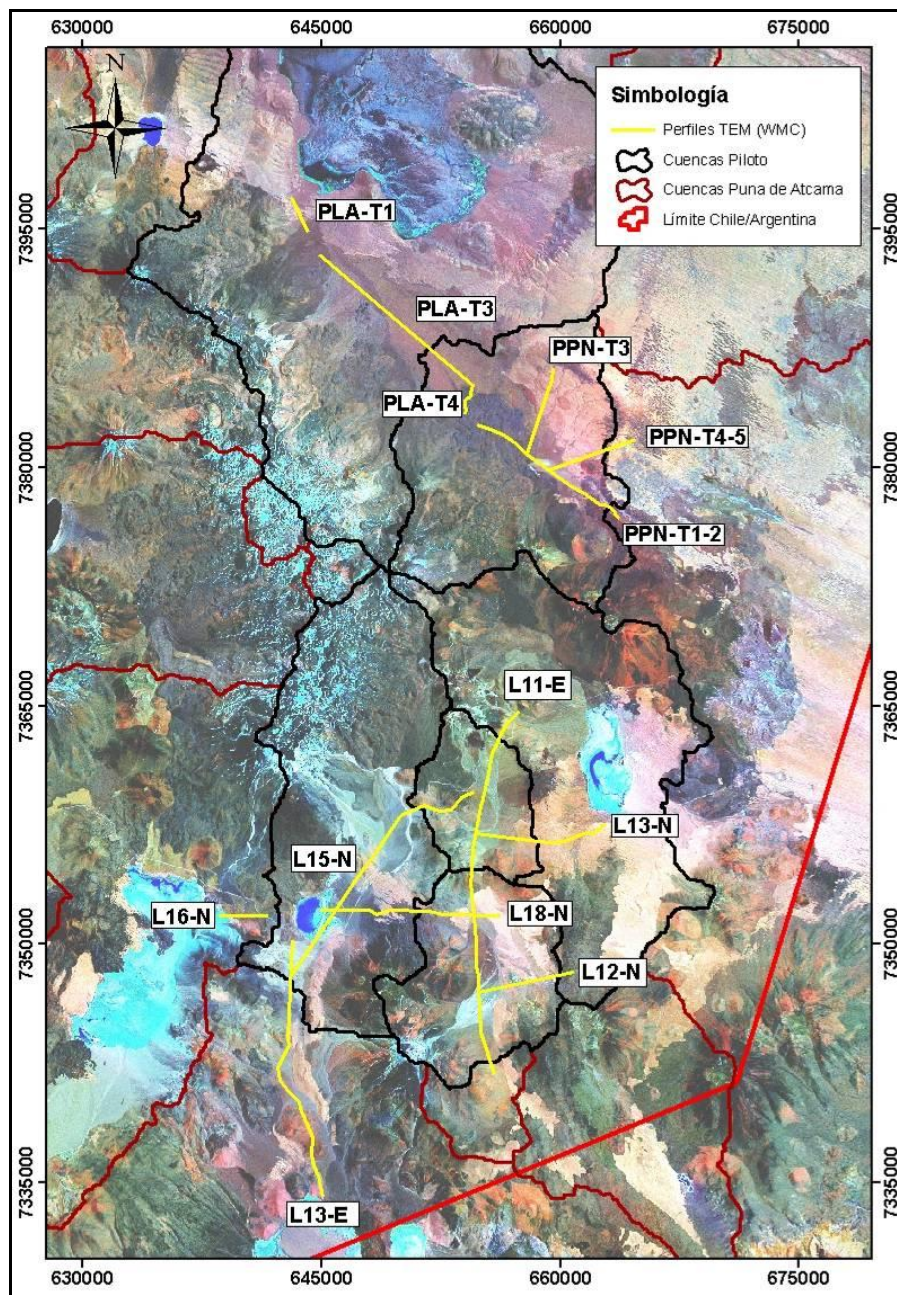 630000 645000 660000 675000
N
Simbología
Perfiles TEM (WMC)
Cuencas Piloto
Cuencas Puna de Atcama
Límite Chile/Argentina
7395000 7395000
PLA-T1
PLA-T3
PPN-T3
PLA-T4
PPN-T4-5
7380000 7380000
PPN-T1-2
L11-E
7365000 7365000
L13-N
L15-N
L16-N
L18-N
7350000 7350000
L12-N
7335000 7335000
L13-E
630000 645000 660000 675000